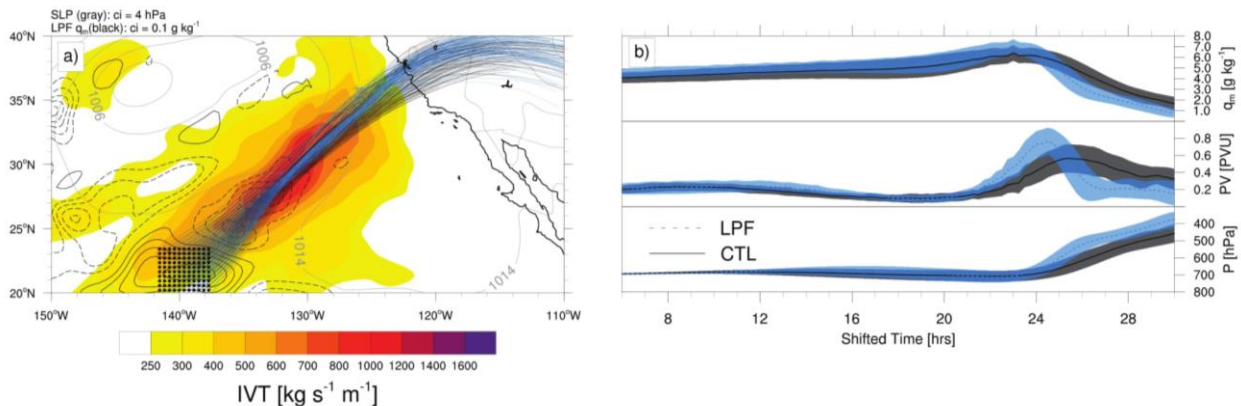 SLP (gray): ci = 4 hPa
LPF qₘ(black): ci = 0.1 g kg⁻¹
a)
40°N
35°N
30°N
25°N
20°N
1006
1006
1014
1014
150°W
140°W
130°W
120°W
110°W
250 300 400 500 600 700 800 1000 1200 1400 1600
IVT [kg s⁻¹ m⁻¹]
b)
8.0
7.0
6.0
5.0
4.0
3.0
2.0
1.0
qₘ [g kg⁻¹]
0.8
0.6
0.4
0.2
PV [PVU]
LPF
CTL
400
500
600
700
800
P [hPa]
8 12 16 20 24 28
Shifted Time [hrs]